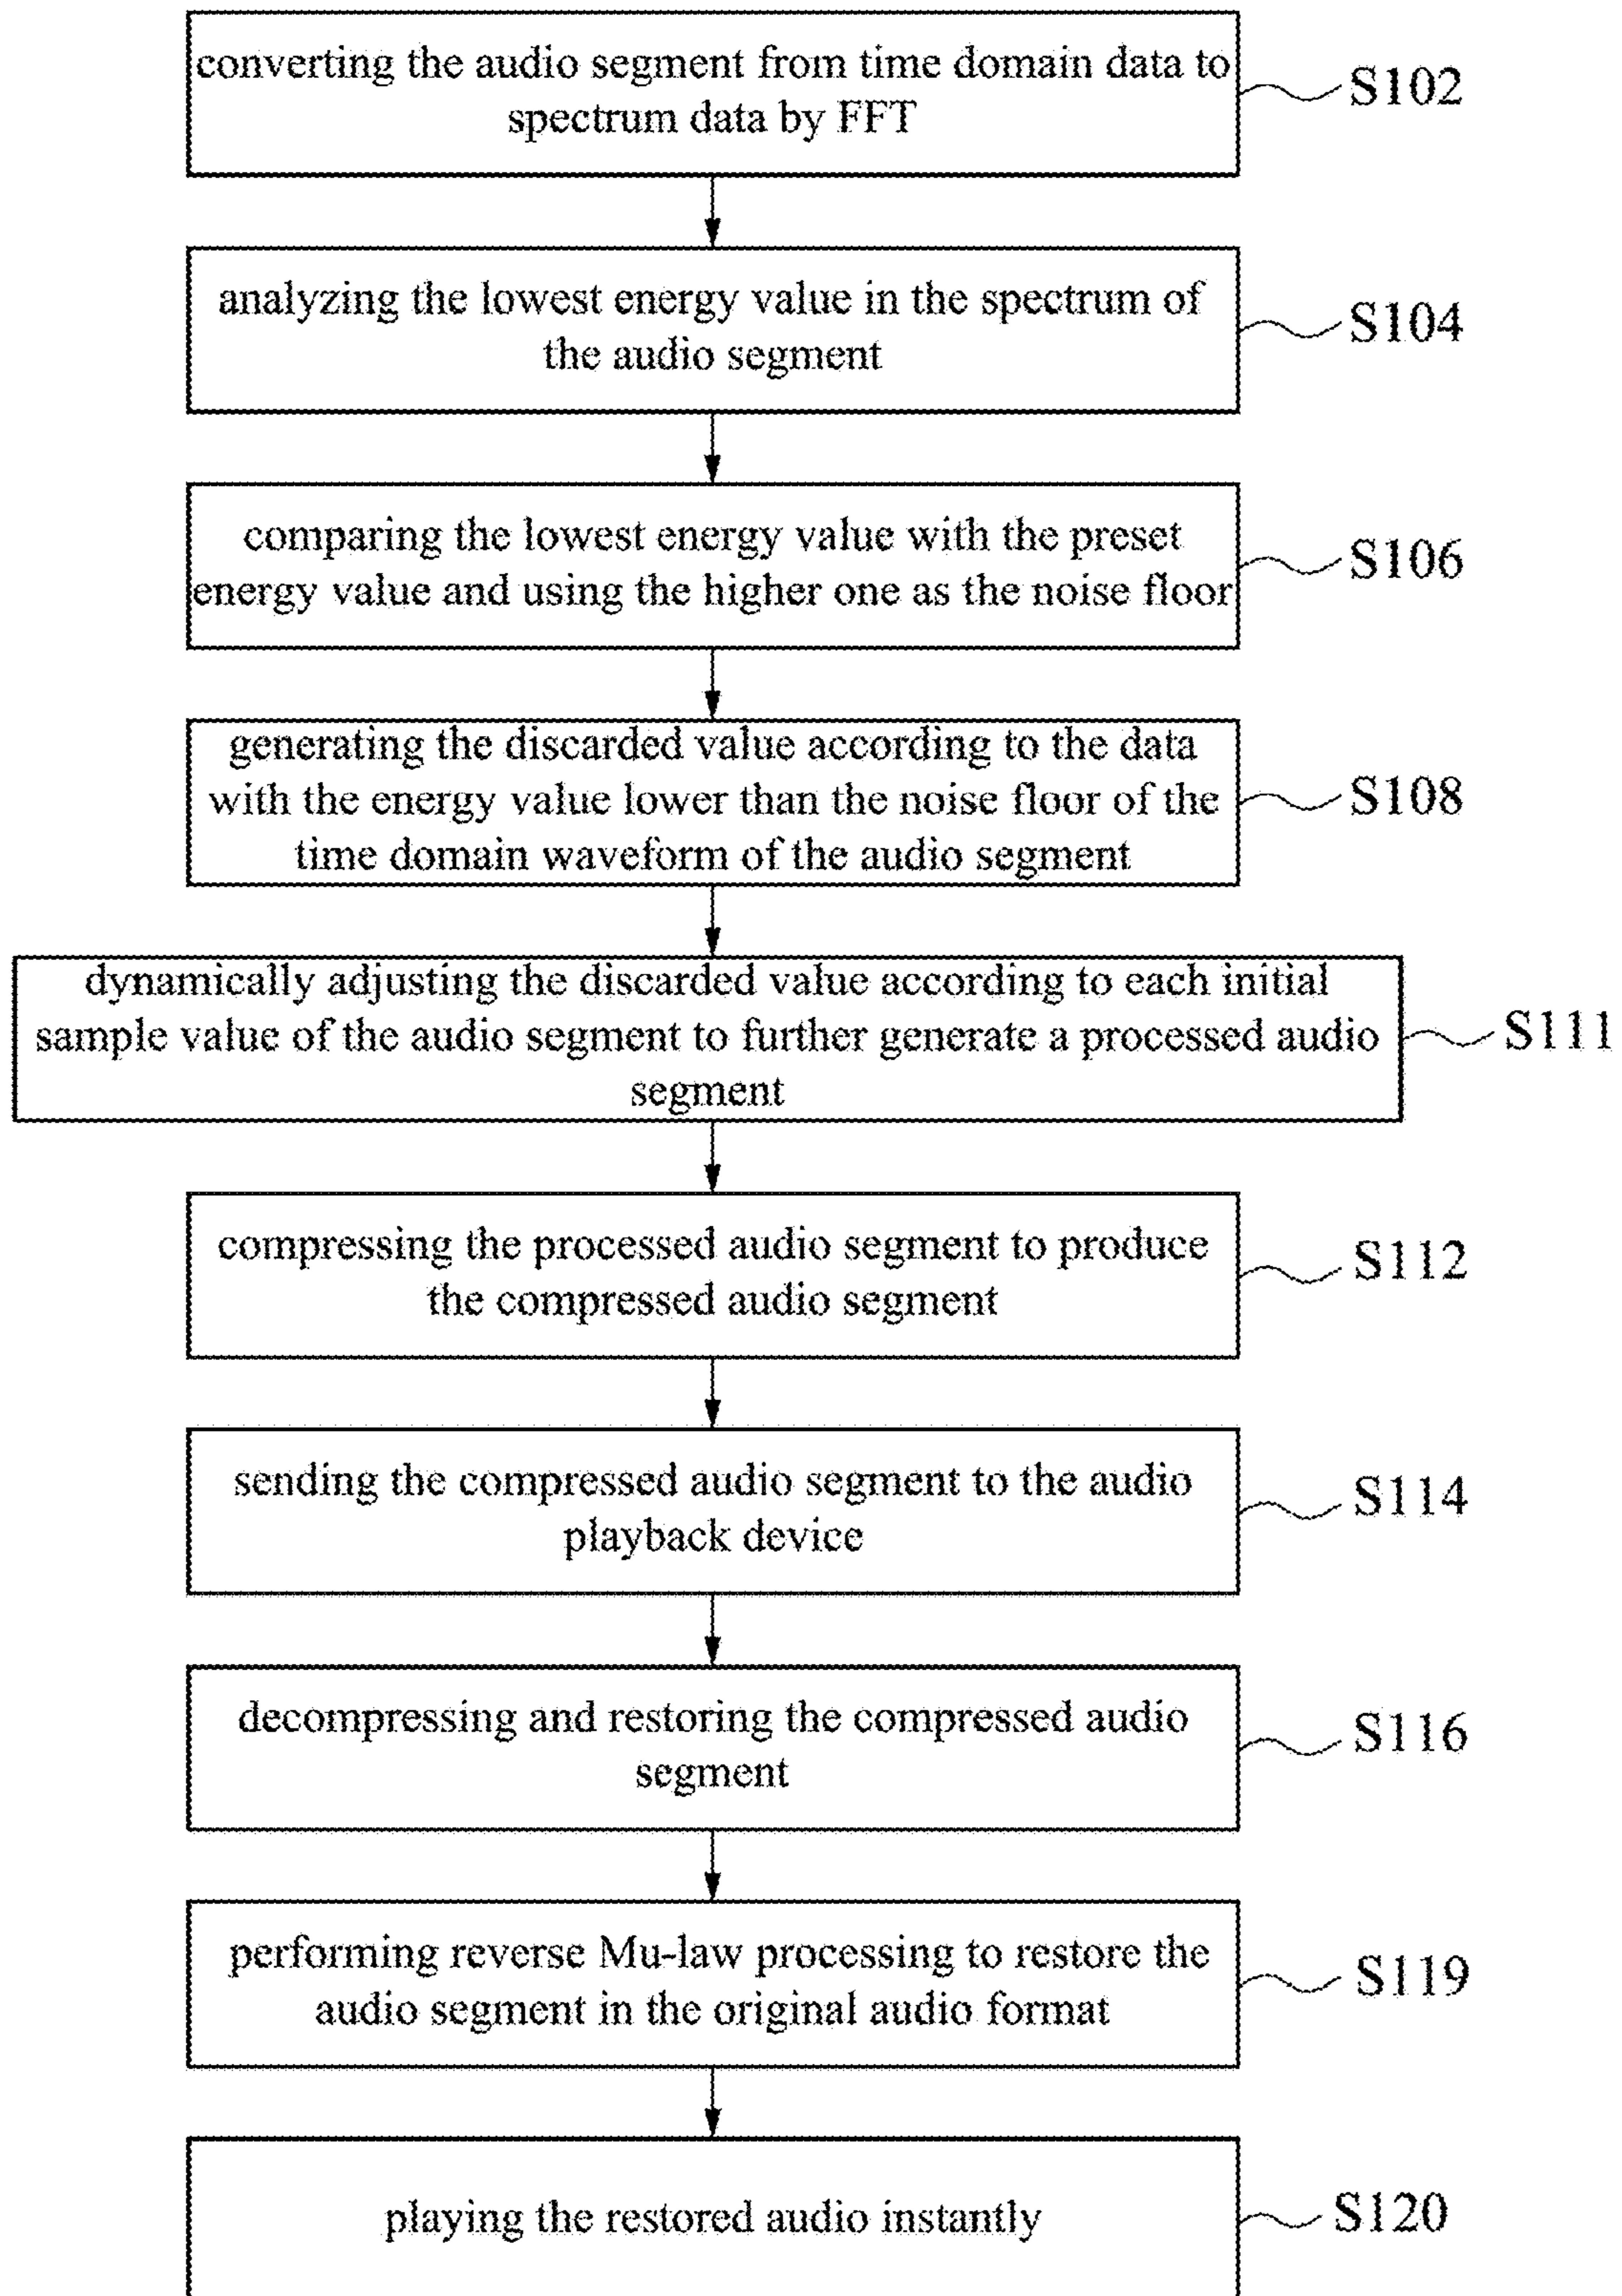 converting the audio segment from time domain data to
spectrum data by FFT
S102
analyzing the lowest energy value in the spectrum of
the audio segment
S104
comparing the lowest energy value with the preset
energy value and using the higher one as the noise floor
S106
generating the discarded value according to the data
with the energy value lower than the noise floor of the
time domain waveform of the audio segment
S108
dynamically adjusting the discarded value according to each initial
sample value of the audio segment to further generate a processed audio
segment
S111
compressing the processed audio segment to produce
the compressed audio segment
S112
sending the compressed audio segment to the audio
playback device
S114
decompressing and restoring the compressed audio
segment
S116
performing reverse Mu-law processing to restore the
audio segment in the original audio format
S119
playing the restored audio instantly
S120